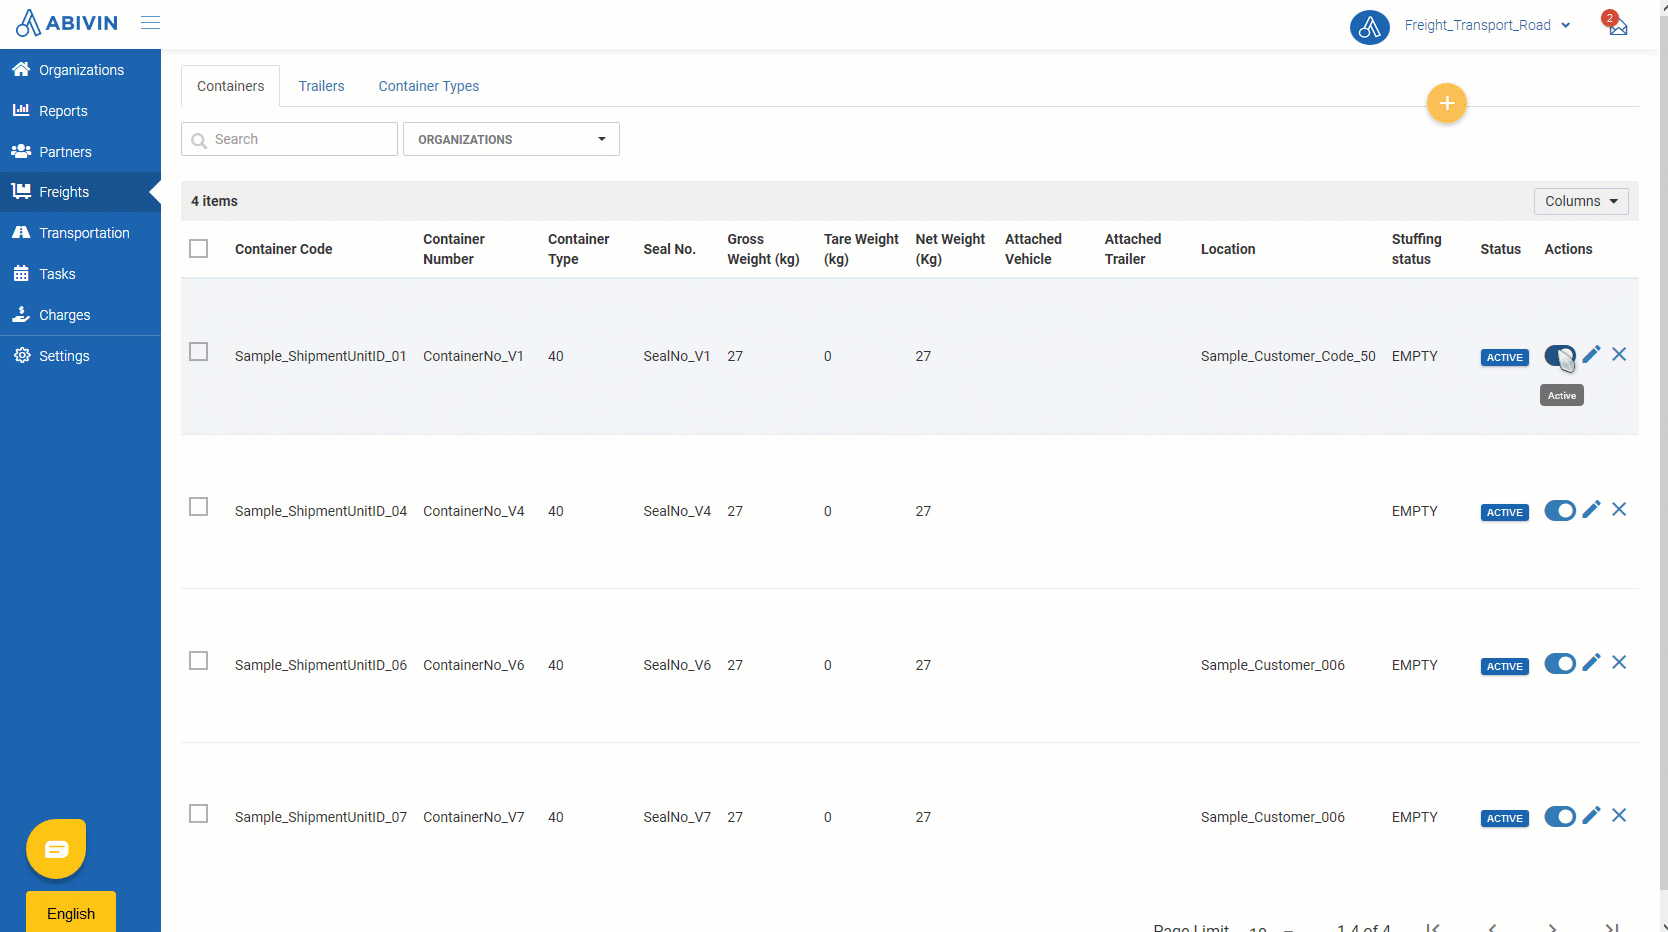 ABIVIN
Freight_Transport_Road
2
Organizations
Reports
Partners
Freights
Transportation
Tasks
Charges
Settings
English
Containers Trailers Container Types
+
Search ORGANIZATIONS
4 items Columns
Container Code Container Number Container Type Seal No. Gross Weight (kg) Tare Weight (kg) Net Weight (Kg) Attached Vehicle Attached Trailer Location Stuffing status Status Actions
Sample_ShipmentUnitID_01 ContainerNo_V1 40 SealNo_V1 27 0 27 Sample_Customer_Code_50 EMPTY ACTIVE
Active
Sample_ShipmentUnitID_04 ContainerNo_V4 40 SealNo_V4 27 0 27 EMPTY ACTIVE
Sample_ShipmentUnitID_06 ContainerNo_V6 40 SealNo_V6 27 0 27 Sample_Customer_006 EMPTY ACTIVE
Sample_ShipmentUnitID_07 ContainerNo_V7 40 SealNo_V7 27 0 27 Sample_Customer_006 EMPTY ACTIVE
Page Limit 10 1-4 of 4